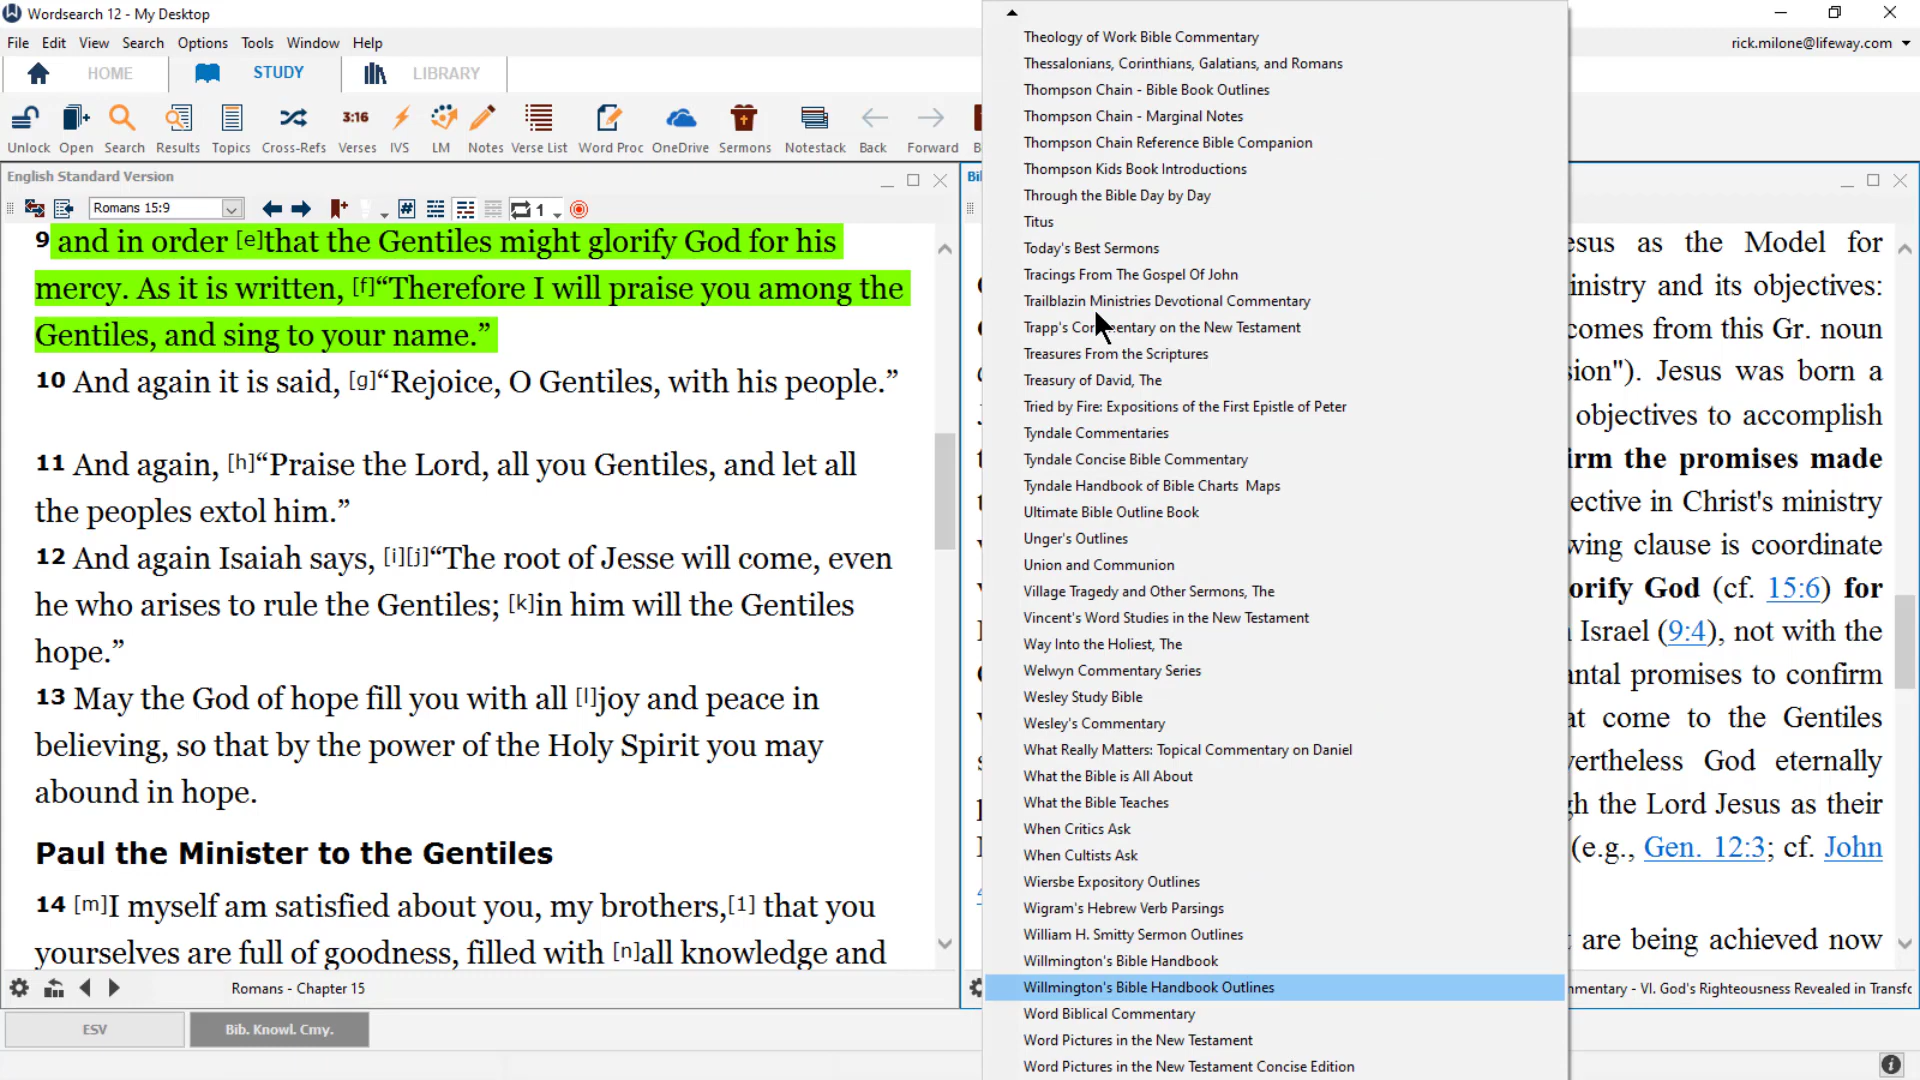 Wordsearch 12 - My Desktop
File Edit View Search Options Tools Window Help
rick.milone@lifeway.com
HOME STUDY LIBRARY
3:16
Unlock Open Search Results Topics Cross-Refs Verses IVS LM Notes Verse List Word Proc OneDrive Sermons Notestack Back Forward
English Standard Version
Romans 15:9
1
9 and in order [e]that the Gentiles might glorify God for his
mercy. As it is written, [f]“Therefore I will praise you among the
Gentiles, and sing to your name.”
10 And again it is said, [g]“Rejoice, O Gentiles, with his people.”
11 And again, [h]“Praise the Lord, all you Gentiles, and let all
the peoples extol him.”
12 And again Isaiah says, [i][j]“The root of Jesse will come, even
he who arises to rule the Gentiles; [k]in him will the Gentiles
hope.”
13 May the God of hope fill you with all [l]joy and peace in
believing, so that by the power of the Holy Spirit you may
abound in hope.
Paul the Minister to the Gentiles
14 [m]I myself am satisfied about you, my brothers,[1] that you
yourselves are full of goodness, filled with [n]all knowledge and
Romans - Chapter 15
ESV
Bib. Knowl. Cmy.
Theology of Work Bible Commentary
Thessalonians, Corinthians, Galatians, and Romans
Thompson Chain - Bible Book Outlines
Thompson Chain - Marginal Notes
Thompson Chain Reference Bible Companion
Thompson Kids Book Introductions
Through the Bible Day by Day
Titus
Today's Best Sermons
Tracings From The Gospel Of John
Trailblazin Ministries Devotional Commentary
Trapp's Commentary on the New Testament
Treasures From the Scriptures
Treasury of David, The
Tried by Fire: Expositions of the First Epistle of Peter
Tyndale Commentaries
Tyndale Concise Bible Commentary
Tyndale Handbook of Bible Charts Maps
Ultimate Bible Outline Book
Unger's Outlines
Union and Communion
Village Tragedy and Other Sermons, The
Vincent's Word Studies in the New Testament
Way Into the Holiest, The
Welwyn Commentary Series
Wesley Study Bible
Wesley's Commentary
What Really Matters: Topical Commentary on Daniel
What the Bible is All About
What the Bible Teaches
When Critics Ask
When Cultists Ask
Wiersbe Expository Outlines
Wigram's Hebrew Verb Parsings
William H. Smitty Sermon Outlines
Willmington's Bible Handbook
Willmington's Bible Handbook Outlines
Word Biblical Commentary
Word Pictures in the New Testament
Word Pictures in the New Testament Concise Edition
as the Model for
and its objectives:
comes from this Gr. noun
Jesus was born a
objectives to accomplish
the promises made
in Christ's ministry
clause is coordinate
God (cf. 15:6) for
Israel (9:4), not with the
promises to confirm
come to the Gentiles
God eternally
the Lord Jesus as their
(e.g., Gen. 12:3; cf. John
are being achieved now
- VI. God's Righteousness Revealed in